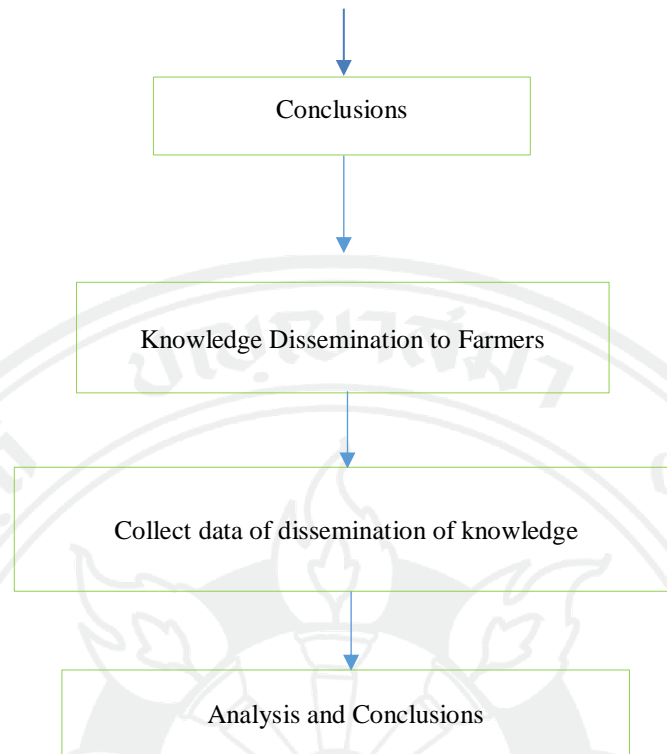 Conclusions
Knowledge Dissemination to Farmers
Collect data of dissemination of knowledge
Analysis and Conclusions